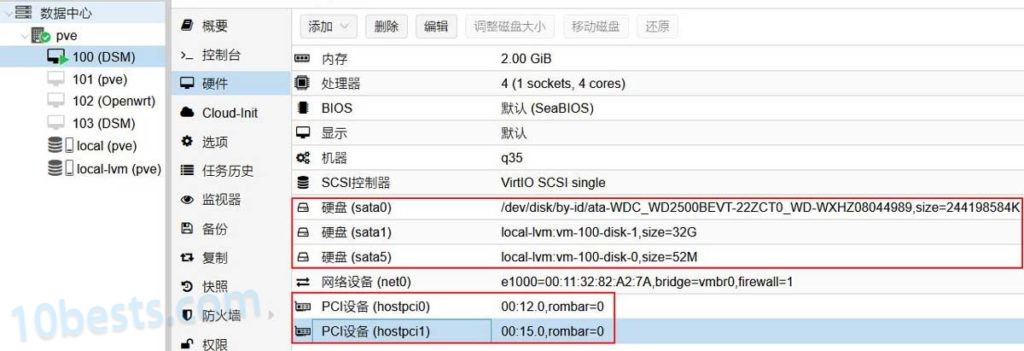 数据中心
pve
100 (DSM)
101 (pve)
102 (Openwrt)
103 (DSM)
local (pve)
local-lvm (pve)
概要
控制台
硬件
Cloud-Init
选项
任务历史
监视器
备份
复制
快照
防火墙
权限
添加 删除 编辑 调整磁盘大小 移动磁盘 还原
内存 2.00 GiB
处理器 4 (1 sockets, 4 cores)
BIOS 默认 (SeaBIOS)
显示 默认
机器 q35
SCSI控制器 VirtIO SCSI single
硬盘 (sata0) /dev/disk/by-id/ata-WDC_WD2500BEVT-22ZCT0_WD-WXHZ08044989,size=244198584K
硬盘 (sata1) local-lvm:vm-100-disk-1,size=32G
硬盘 (sata5) local-lvm:vm-100-disk-0,size=52M
网络设备 (net0) e1000=00:11:32:82:A2:7A,bridge=vmbr0,firewall=1
PCI设备 (hostpci0) 00:12.0,rombar=0
PCI设备 (hostpci1) 00:15.0,rombar=0
10bests.com